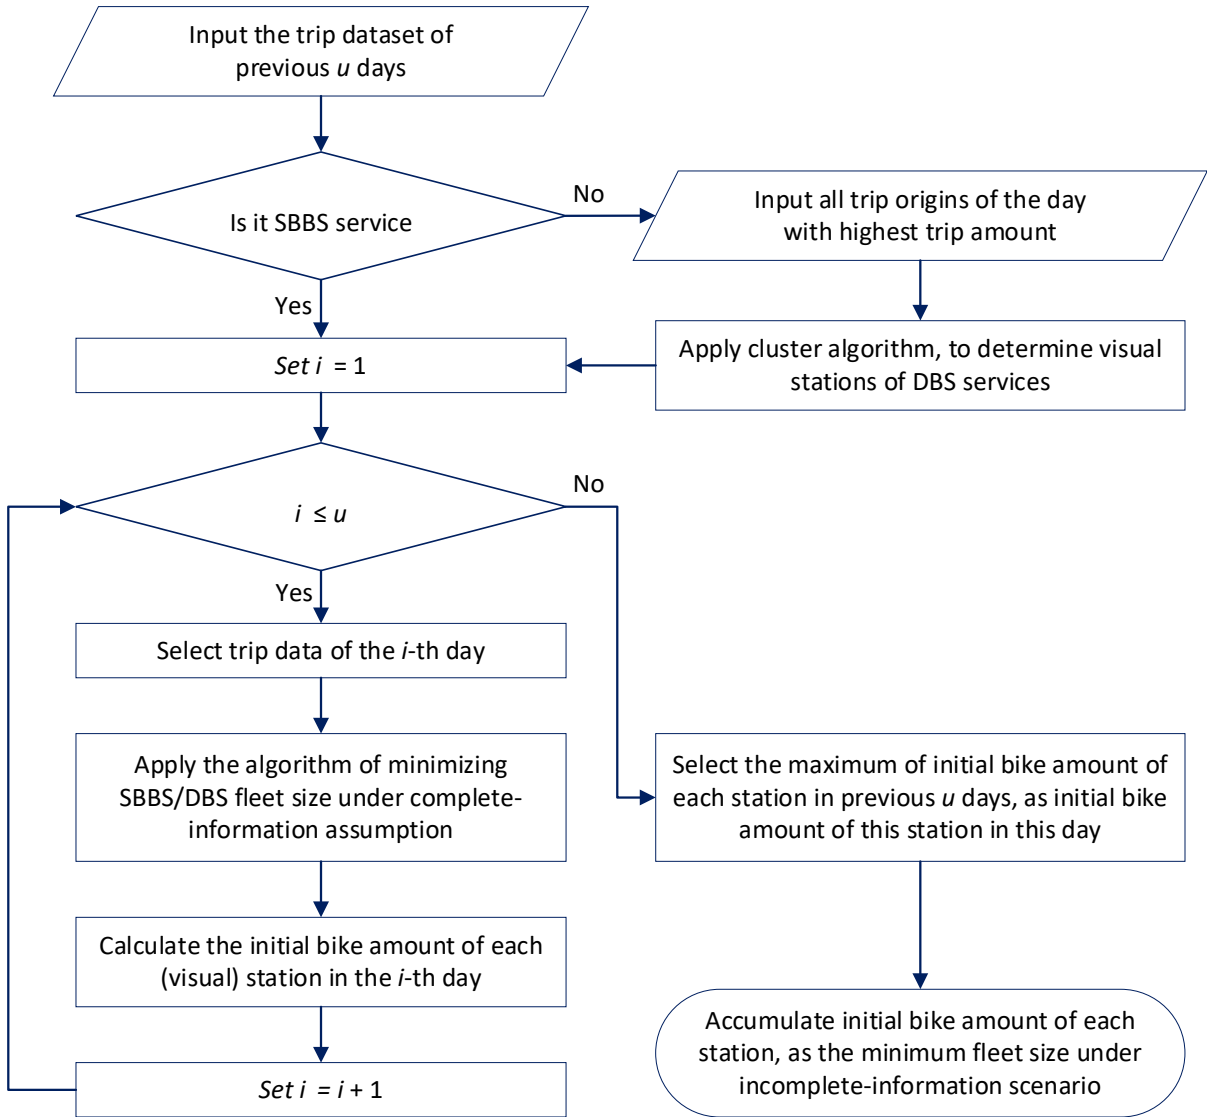 Input the trip dataset of
previous u days
Is it SBBS service
No
Input all trip origins of the day
with highest trip amount
Yes
Set i = 1
Apply cluster algorithm, to determine visual
stations of DBS services
i ≤ u
No
Yes
Select trip data of the i-th day
Apply the algorithm of minimizing
SBBS/DBS fleet size under complete-
information assumption
Select the maximum of initial bike amount of
each station in previous u days, as initial bike
amount of this station in this day
Calculate the initial bike amount of each
(visual) station in the i-th day
Accumulate initial bike amount of each
station, as the minimum fleet size under
incomplete-information scenario
Set i = i + 1